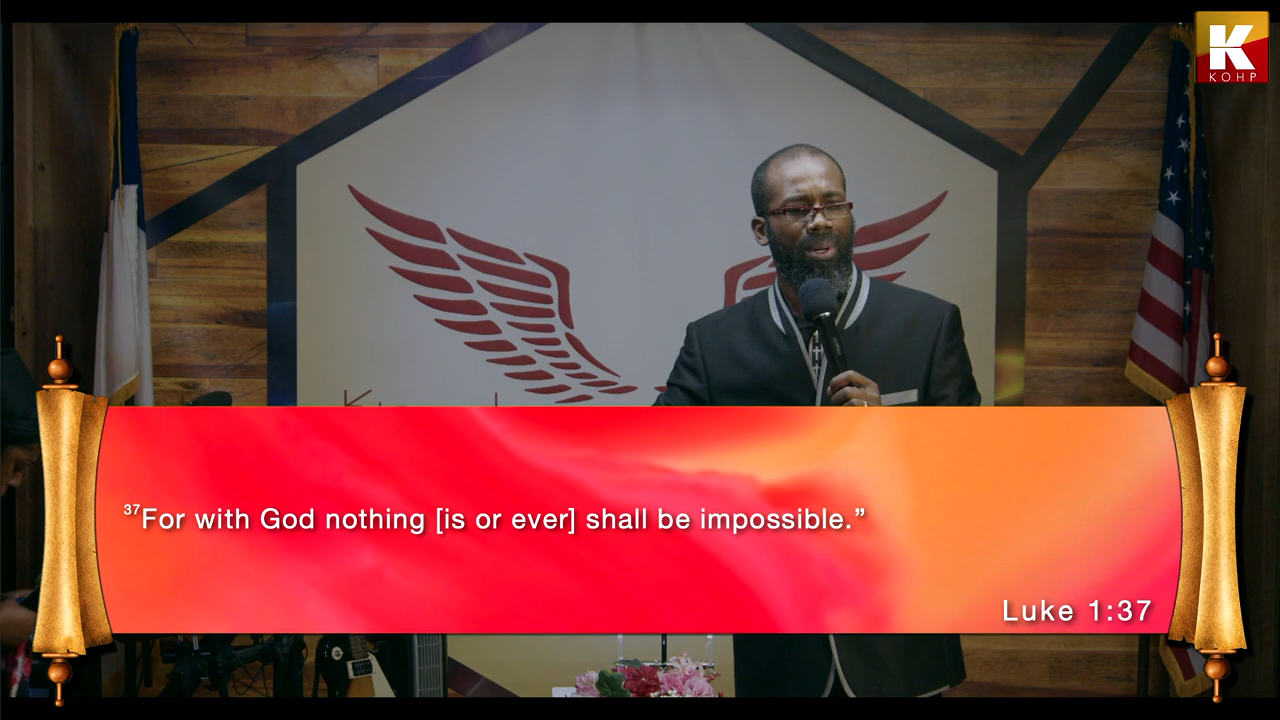 K
KOHP
³⁷For with God nothing [is or ever] shall be impossible.”
Luke 1:37